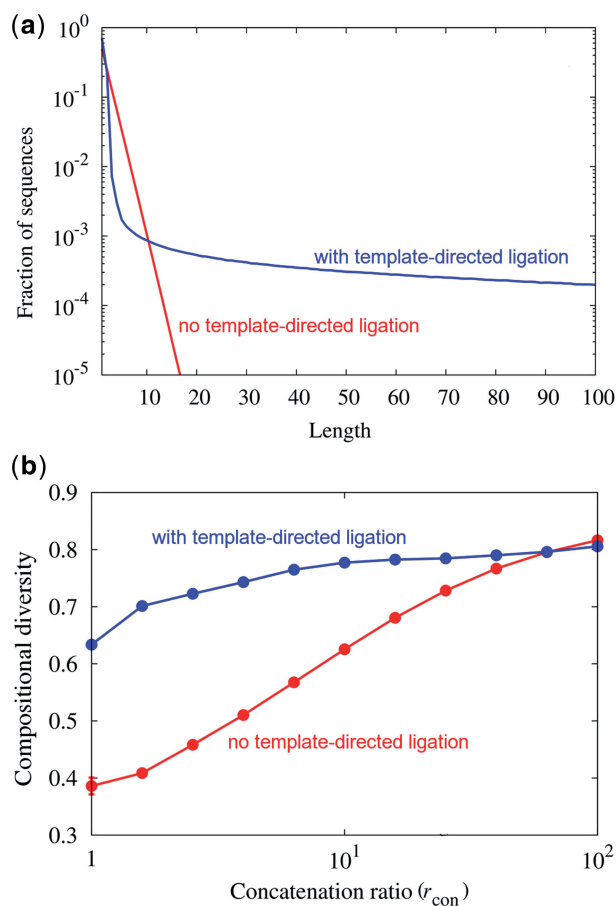 (a)
10^0
10^-1
10^-2
10^-3
10^-4
10^-5
Fraction of sequences
with template-directed ligation
no template-directed ligation
10 20 30 40 50 60 70 80 90 100
Length
(b)
0.9
0.8
0.7
0.6
0.5
0.4
0.3
Compositional diversity
with template-directed ligation
no template-directed ligation
1 10^1 10^2
Concatenation ratio (r_con)